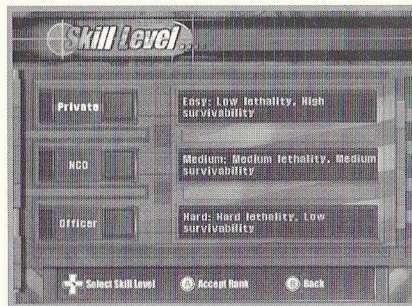 Skill Level
Private
Easy: Low lethality, High
survivability
NCO
Medium: Medium lethality, Medium
survivability
Officer
Hard: Hard lethality, Low
survivability
Select Skill Level A Accept Rank B Back